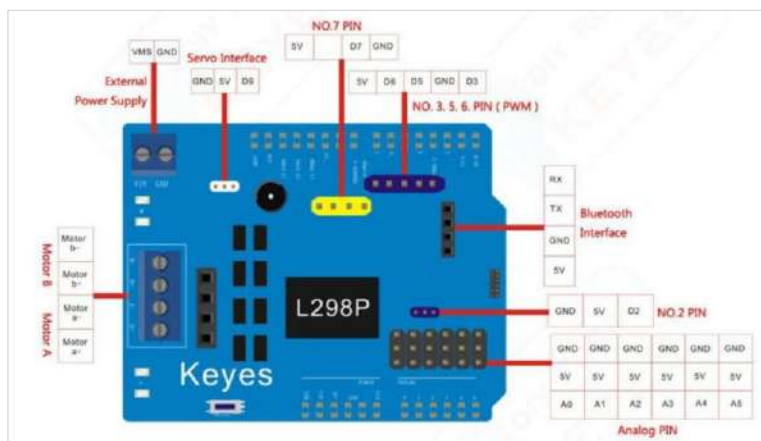 NO.7 PIN
5V D7 GND
VMS GND
External
Power Supply
Servo Interface
GND 5V D9
5V D6 D5 GND D3
NO. 3, 5, 6. PIN ( PWM )
RX
TX
GND
5V
Bluetooth
Interface
Motor B
Motor A
Motor
b-
Motor
b+
Motor
a-
Motor
a+
L298P
Keyes
GND 5V D2
NO.2 PIN
GND GND GND GND GND GND
5V 5V 5V 5V 5V 5V
A0 A1 A2 A3 A4 A5
Analog PIN